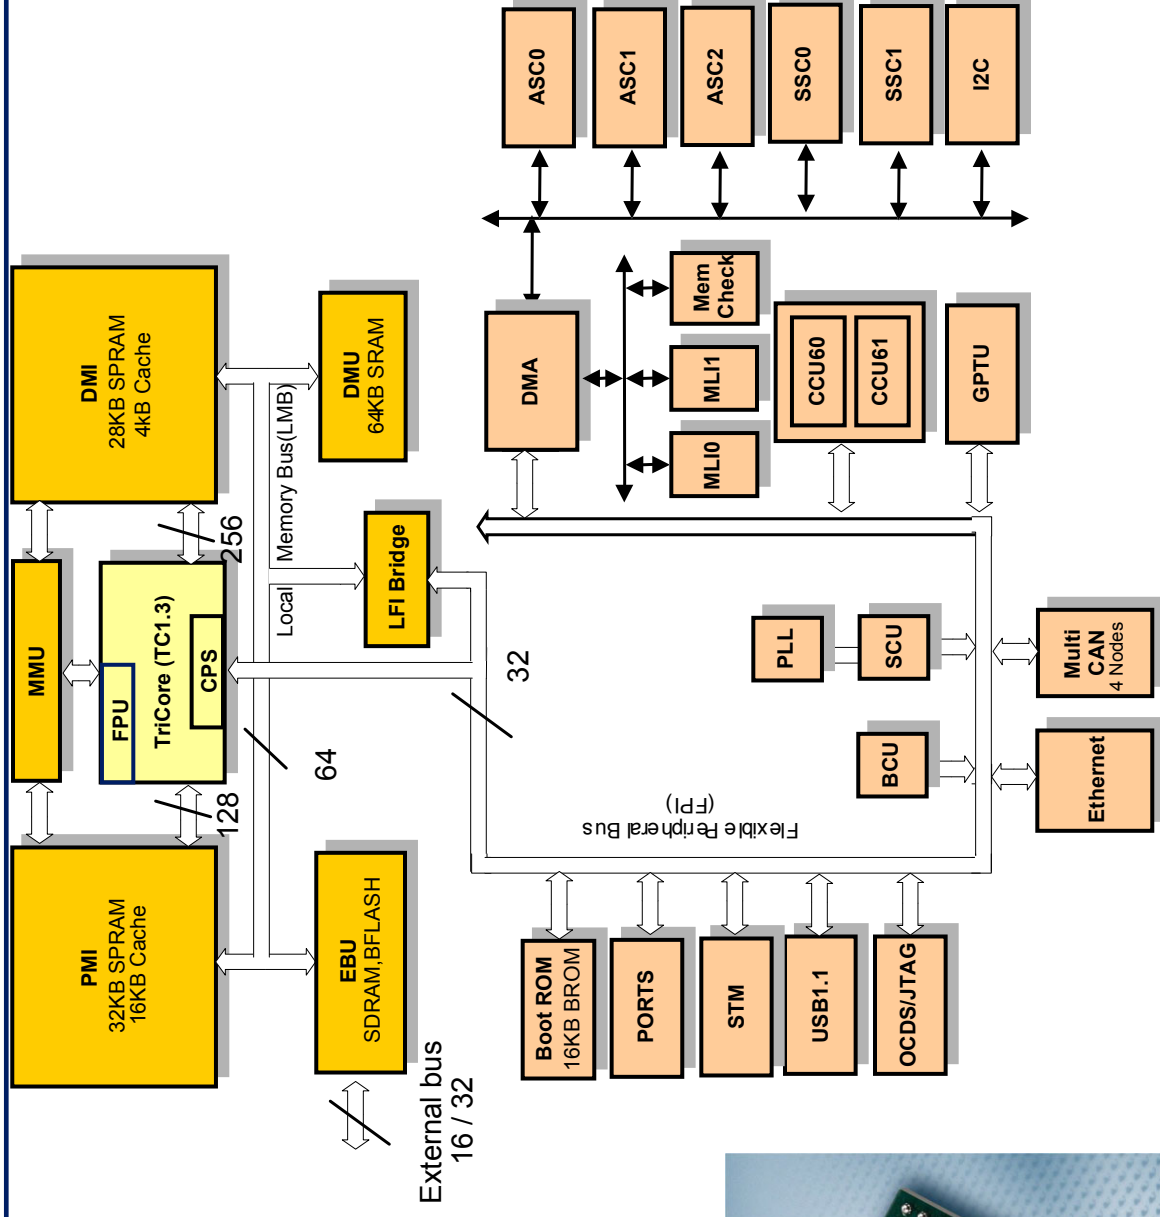 PMI
32KB SPRAM
16KB Cache
MMU
DMI
28KB SPRAM
4kB Cache
FPU
TriCore (TC1.3)
CPS
128
256
64
Local Memory Bus(LMB)
EBU
SDRAM,BFLASH
External bus
16 / 32
LFI Bridge
DMU
64KB SRAM
32
Flexible Peripheral Bus
(FPI)
Boot ROM
16KB BROM
PORTS
STM
USB1.1
OCDS/JTAG
BCU
PLL
SCU
Ethernet
Multi
CAN
4 Nodes
DMA
MLI0
MLI1
Mem
Check
CCU60
CCU61
GPTU
ASC0
ASC1
ASC2
SSC0
SSC1
I2C